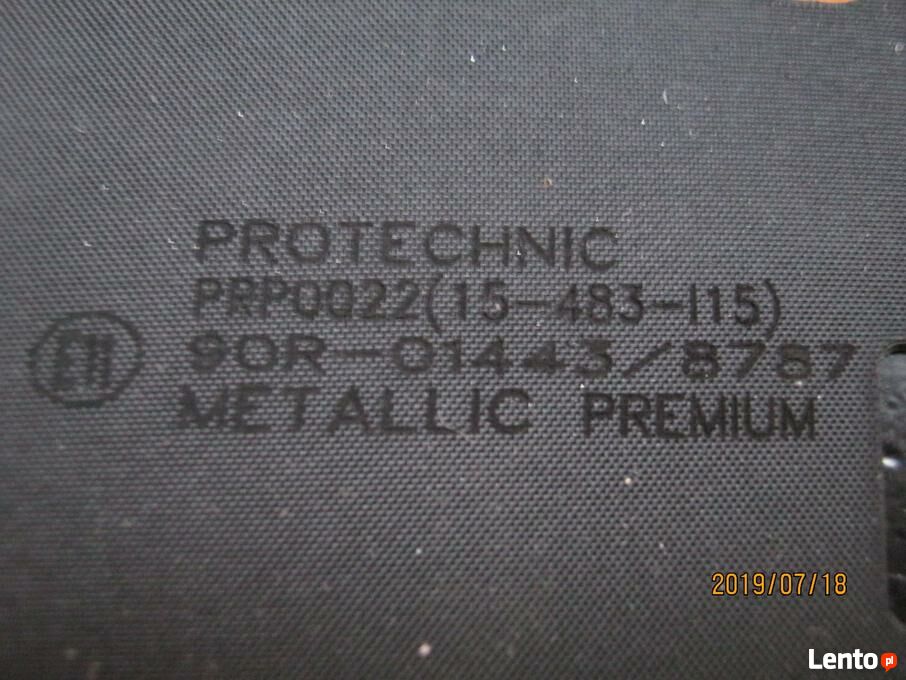 PROTECHNIC
PRP0022(15-483-115)
E11
90R-01443/8787
METALLIC PREMIUM
2019/07/18
Lento.pl